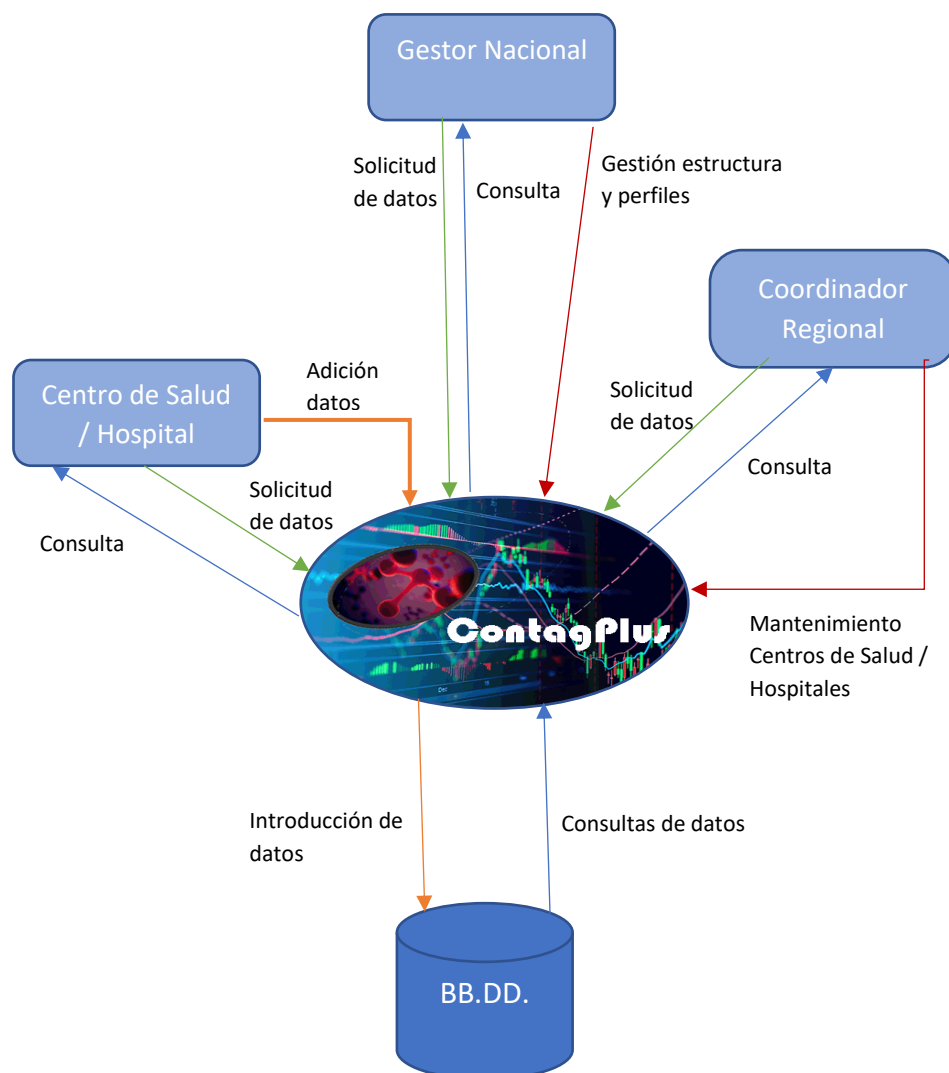 Gestor Nacional
Solicitud
de datos
Consulta
Gestión estructura
y perfiles
Coordinador
Regional
Centro de Salud
/ Hospital
Adición
datos
Solicitud
de datos
Consulta
Solicitud
de datos
Consulta
ContagPlus
Dec
Mantenimiento
Centros de Salud /
Hospitales
Introducción de
datos
Consultas de datos
BB.DD.